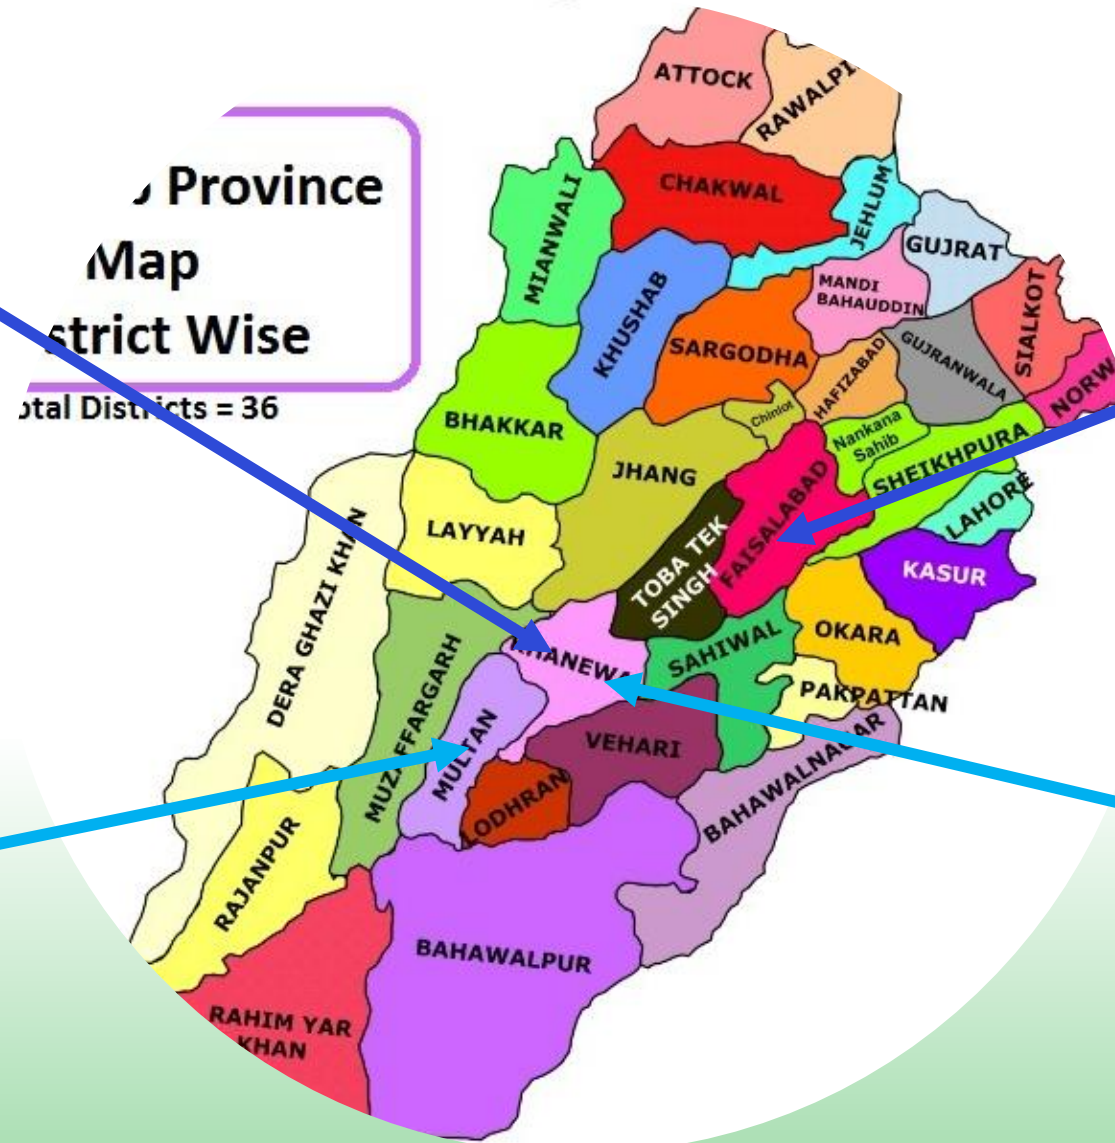 Province
Map
strict Wise
otal Districts = 36
ATTOCK
RAWALPI
CHAKWAL
JEHLUM
MIANWALI
GUJRAT
MANDI
BAHAUDDIN
KHUSHAB
SIALKOT
SARGODHA
GUJRANWALA
HAFIZABAD
NORW
Chiniot
BHAKKAR
Nankana
Sahib
SHEIKHPURA
JHANG
FAISALABAD
LAHORE
LAYYAH
TOBA TEK
SINGH
KASUR
DERA GHAZI KHAN
OKARA
SAHIWAL
KHANEWA
MUZAFFARGARH
PAKPATTAN
MULTAN
VEHARI
BAHAWALNAGAR
LODHRAN
RAJANPUR
BAHAWALPUR
RAHIM YAR
KHAN